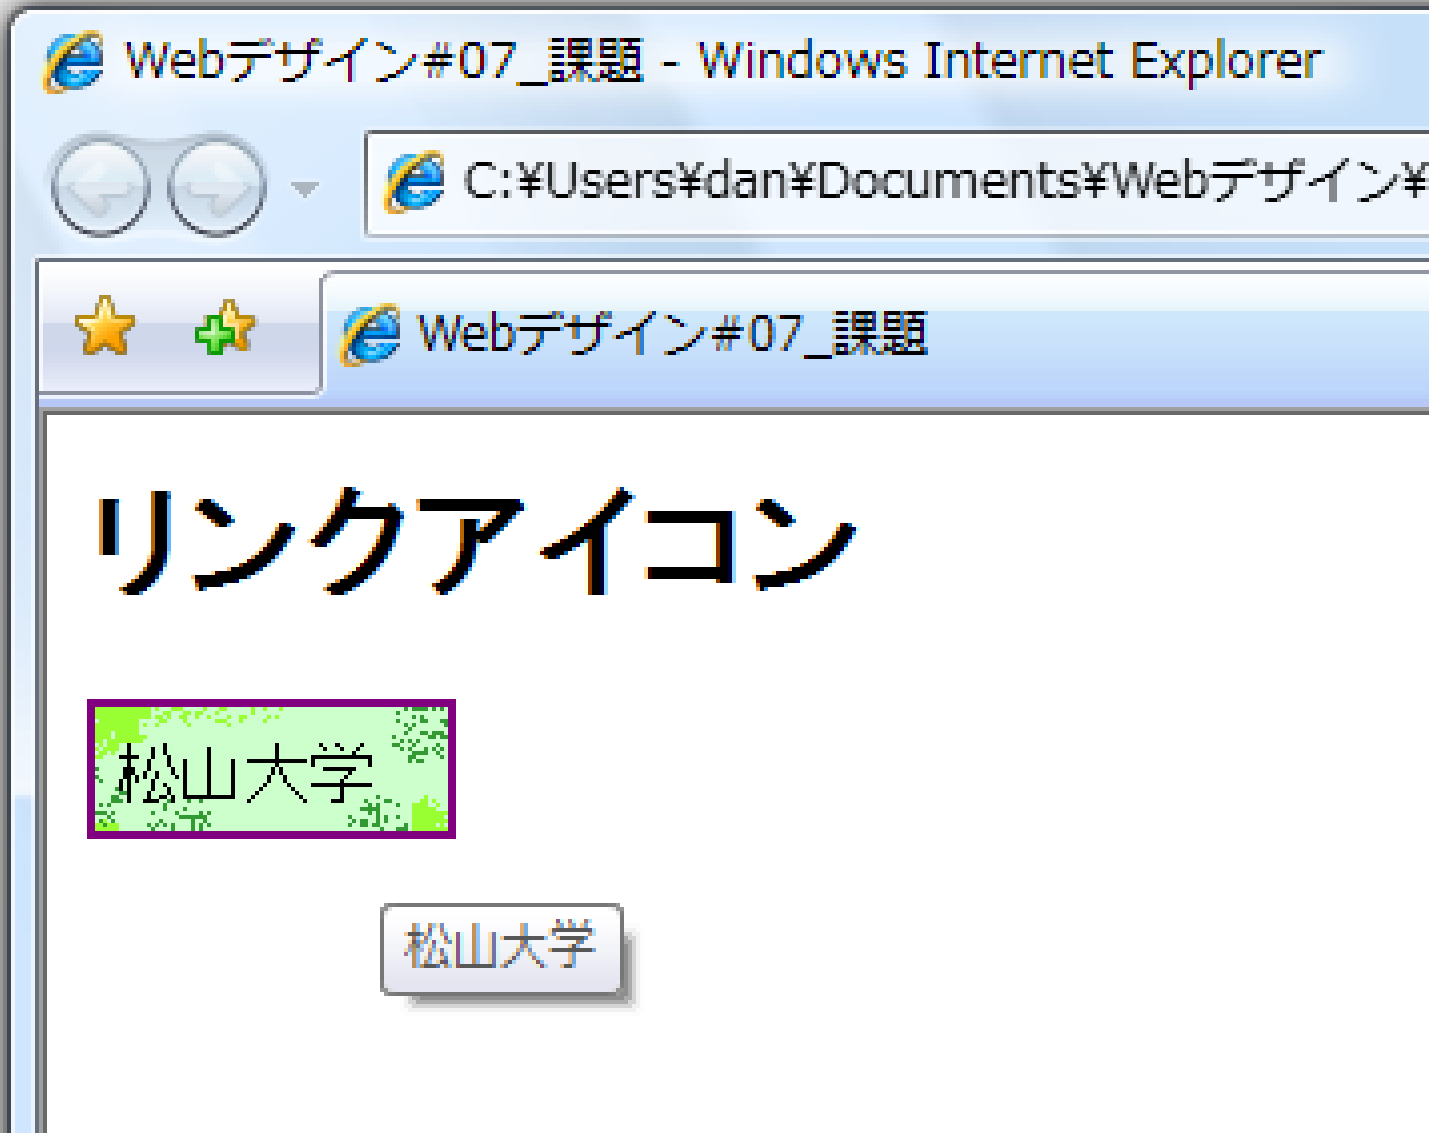 Webデザイン#07_課題 - Windows Internet Explorer
C:¥Users¥dan¥Documents¥Webデザイン¥
Webデザイン#07_課題
リンクアイコン
松山大学
松山大学